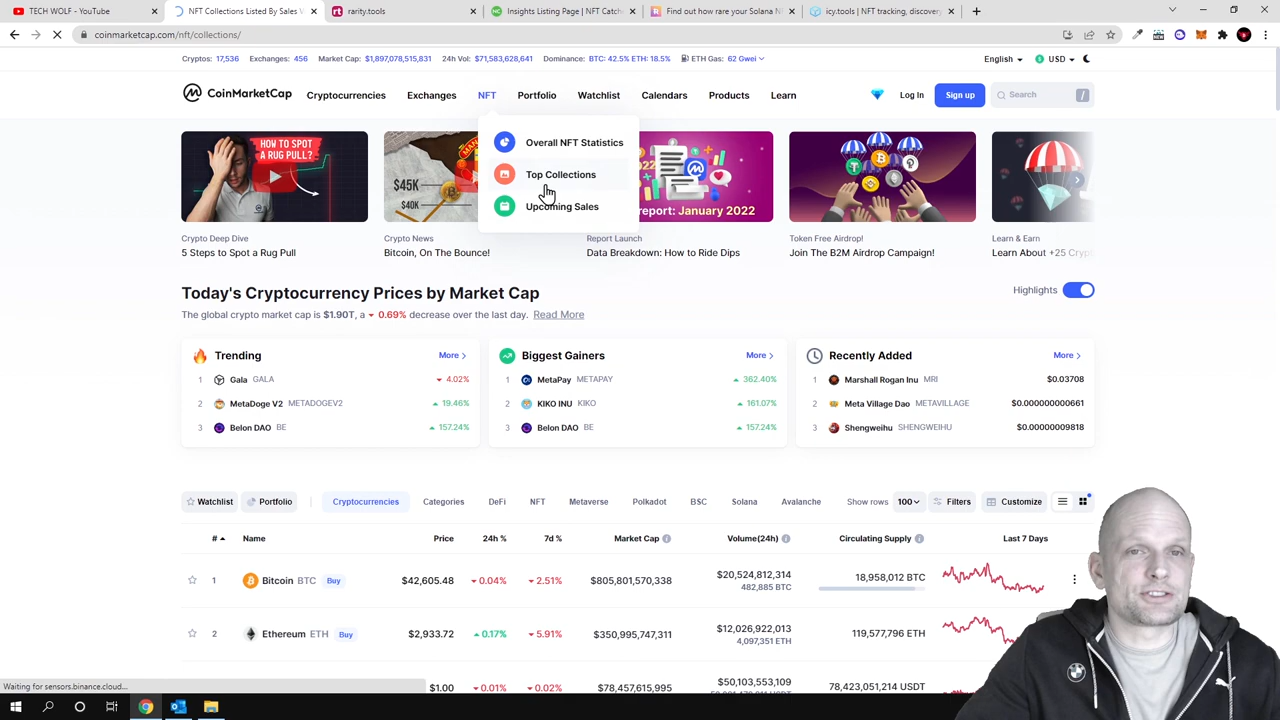 TECH WOLF - YouTube
NFT Collections Listed By Sales V
rarity.tools
Insights Listing Page | NFT Catch
Find out how rare your Solana N
icy.tools | NFT tracking, discovery
coinmarketcap.com/nft/collections/
Cryptos: 17,536 Exchanges: 456 Market Cap: $1,897,078,515,831 24h Vol: $71,583,628,641 Dominance: BTC: 42.5% ETH: 18.5% ETH Gas: 62 Gwei
English USD
CoinMarketCap Cryptocurrencies Exchanges NFT Portfolio Watchlist Calendars Products Learn Log In Sign up Search /
Overall NFT Statistics
Top Collections
Upcoming Sales
HOW TO SPOT
A RUG PULL?
$45K
$40K
report: January 2022
Crypto Deep Dive
5 Steps to Spot a Rug Pull
Crypto News
Bitcoin, On The Bounce!
Report Launch
Data Breakdown: How to Ride Dips
Token Free Airdrop!
Join The B2M Airdrop Campaign!
Learn & Earn
Learn About +25 Crypt
Today's Cryptocurrency Prices by Market Cap
Highlights
The global crypto market cap is $1.90T, a 0.69% decrease over the last day. Read More
Trending More
1 Gala GALA 4.02%
2 MetaDoge V2 METADOGEV2 19.46%
3 Belon DAO BE 157.24%
Biggest Gainers More
1 MetaPay METAPAY 362.40%
2 KIKO INU KIKO 161.07%
3 Belon DAO BE 157.24%
Recently Added More
1 Marshall Rogan Inu MRI $0.03708
2 Meta Village Dao METAVILLAGE $0.000000000661
3 Shengweihu SHENGWEIHU $0.00000009818
Watchlist Portfolio Cryptocurrencies Categories DeFi NFT Metaverse Polkadot BSC Solana Avalanche Show rows 100 Filters Customize
# Name Price 24h % 7d % Market Cap Volume(24h) Circulating Supply Last 7 Days
1 Bitcoin BTC Buy $42,605.48 0.04% 2.51% $805,801,570,338 $20,524,812,314 18,958,012 BTC
482,885 BTC
2 Ethereum ETH Buy $2,933.72 0.17% 5.91% $350,995,747,311 $12,026,922,013 119,577,796 ETH
4,097,351 ETH
$1.00 0.01% 0.02% $78,457,615,995 $50,103,553,109 78,423,051,214 USDT
Waiting for sensors.binance.cloud...